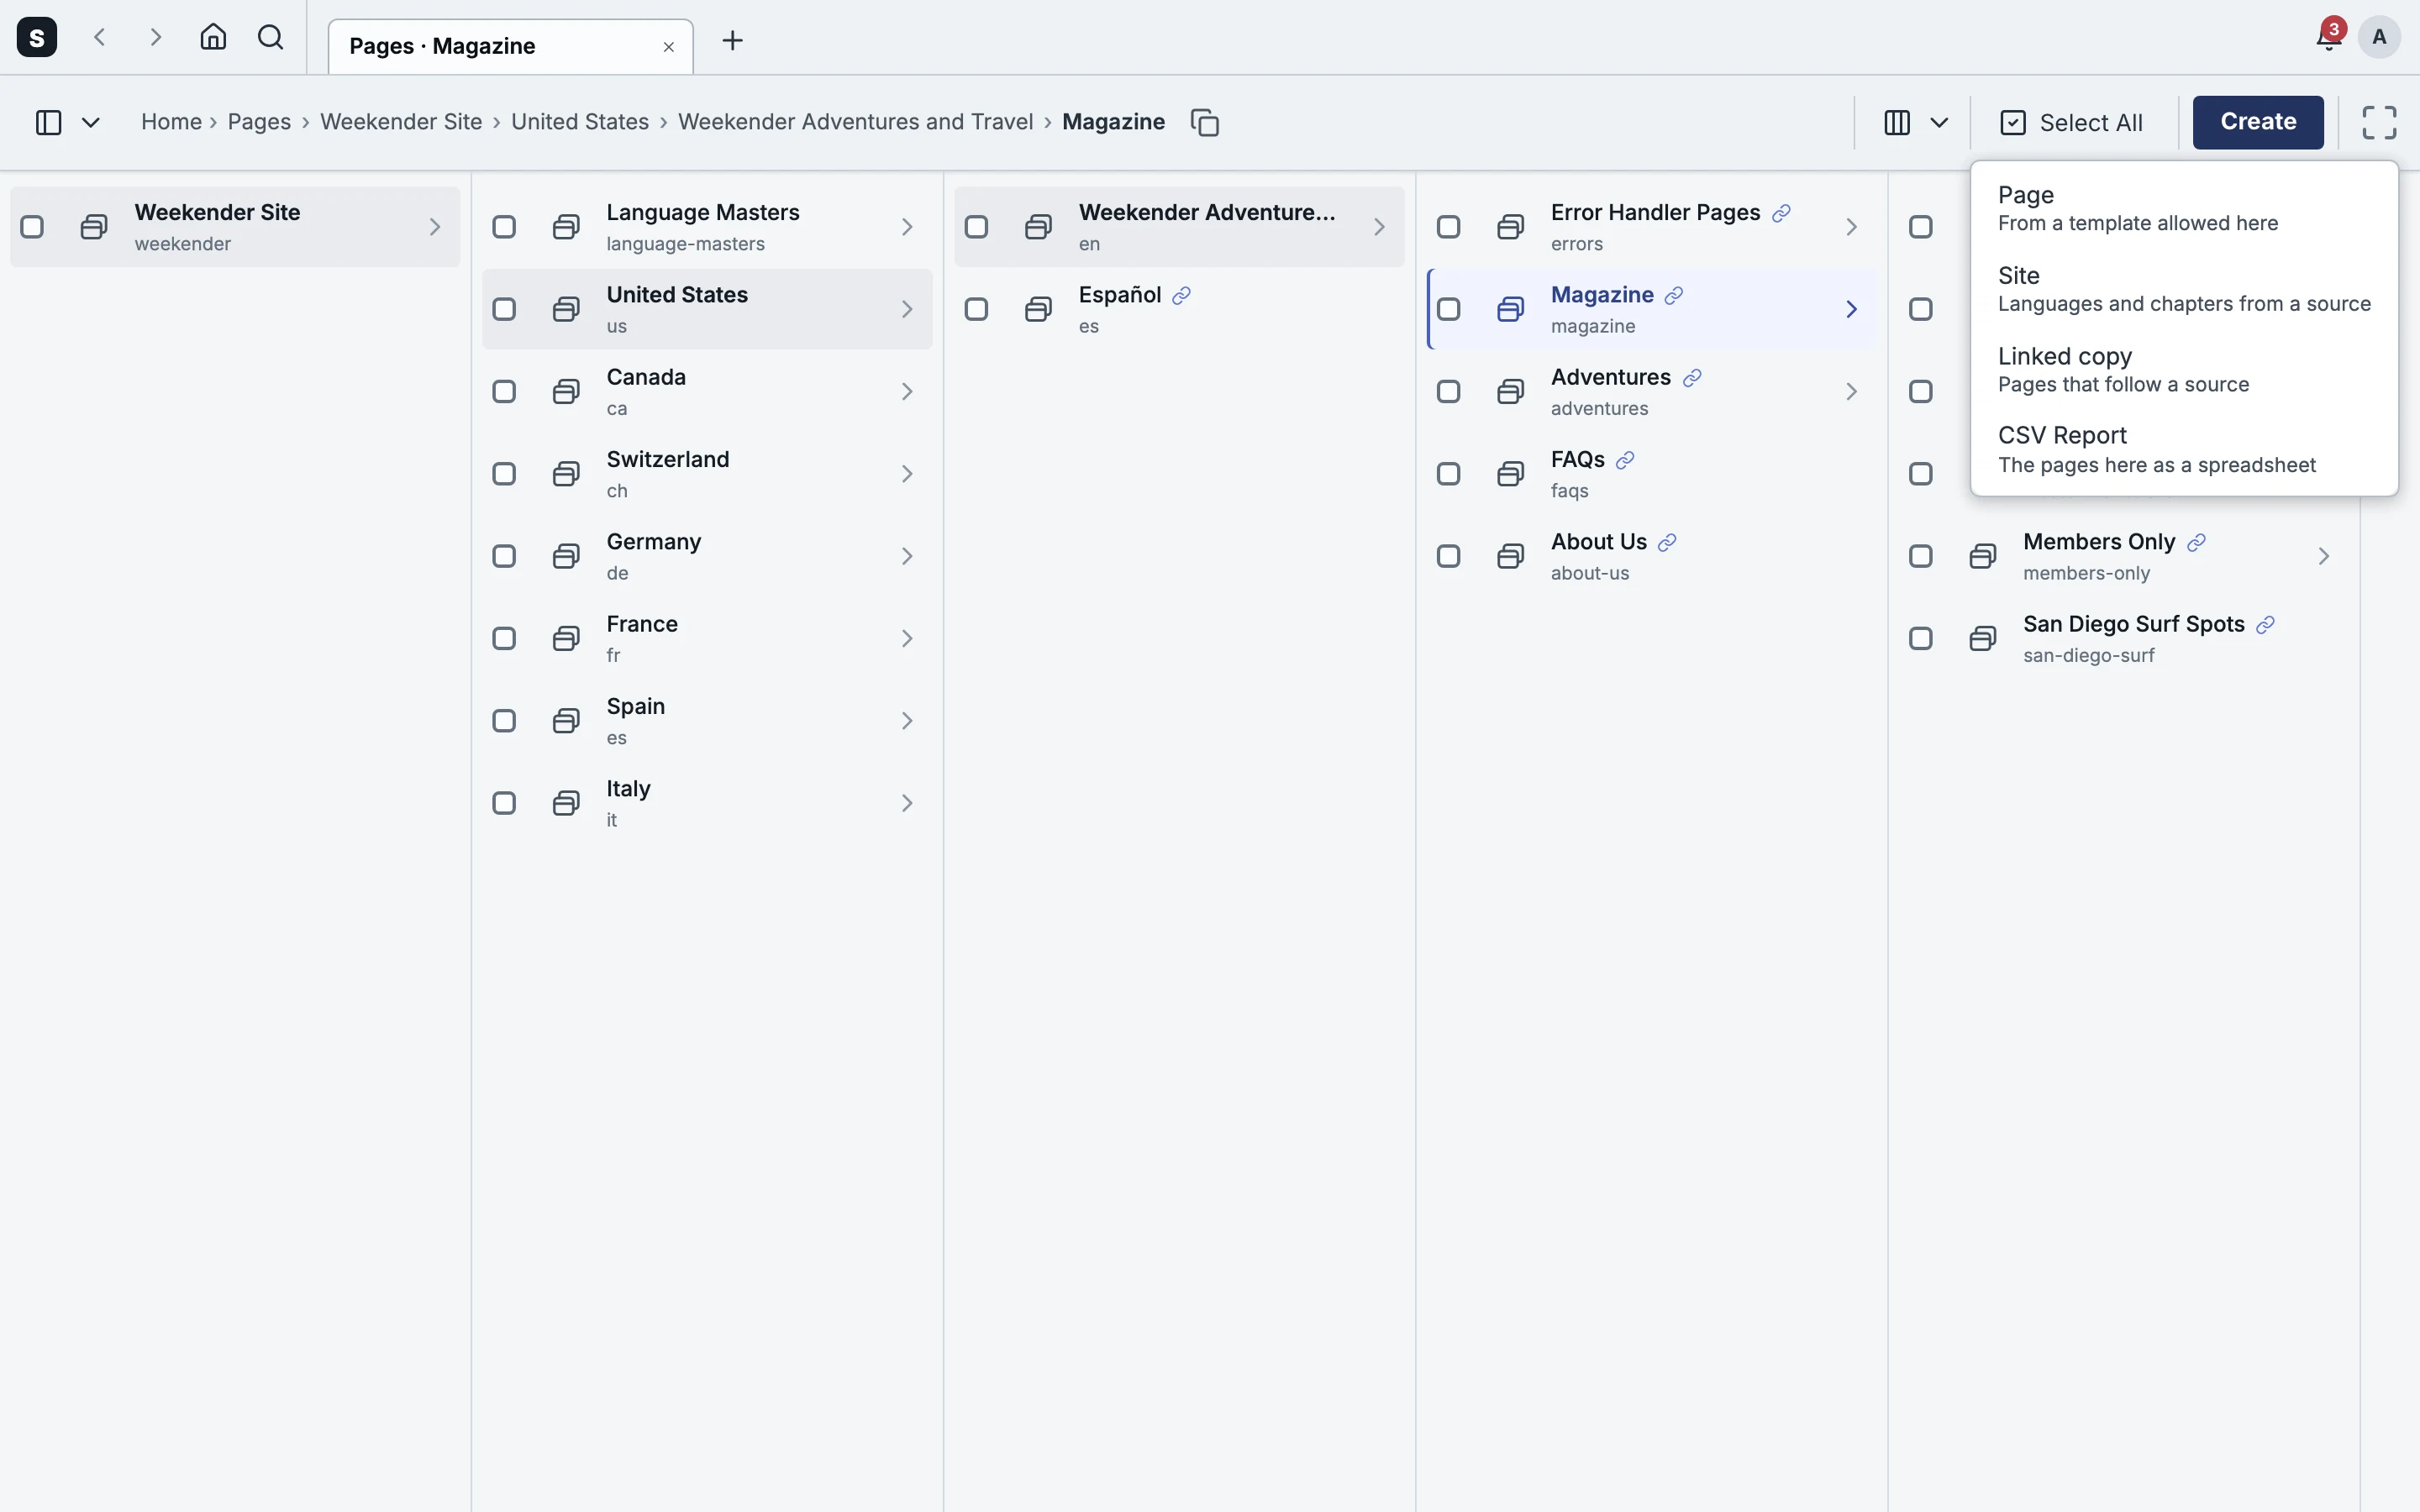 S
Pages · Magazine
3
A
Home › Pages › Weekender Site › United States › Weekender Adventures and Travel › Magazine
Select All
Create
Weekender Site
weekender
Language Masters
language-masters
United States
us
Canada
ca
Switzerland
ch
Germany
de
France
fr
Spain
es
Italy
it
Weekender Adventure...
en
Español
es
Error Handler Pages
errors
Magazine
magazine
Adventures
adventures
FAQs
faqs
About Us
about-us
Page
From a template allowed here
Site
Languages and chapters from a source
Linked copy
Pages that follow a source
CSV Report
The pages here as a spreadsheet
Members Only
members-only
San Diego Surf Spots
san-diego-surf